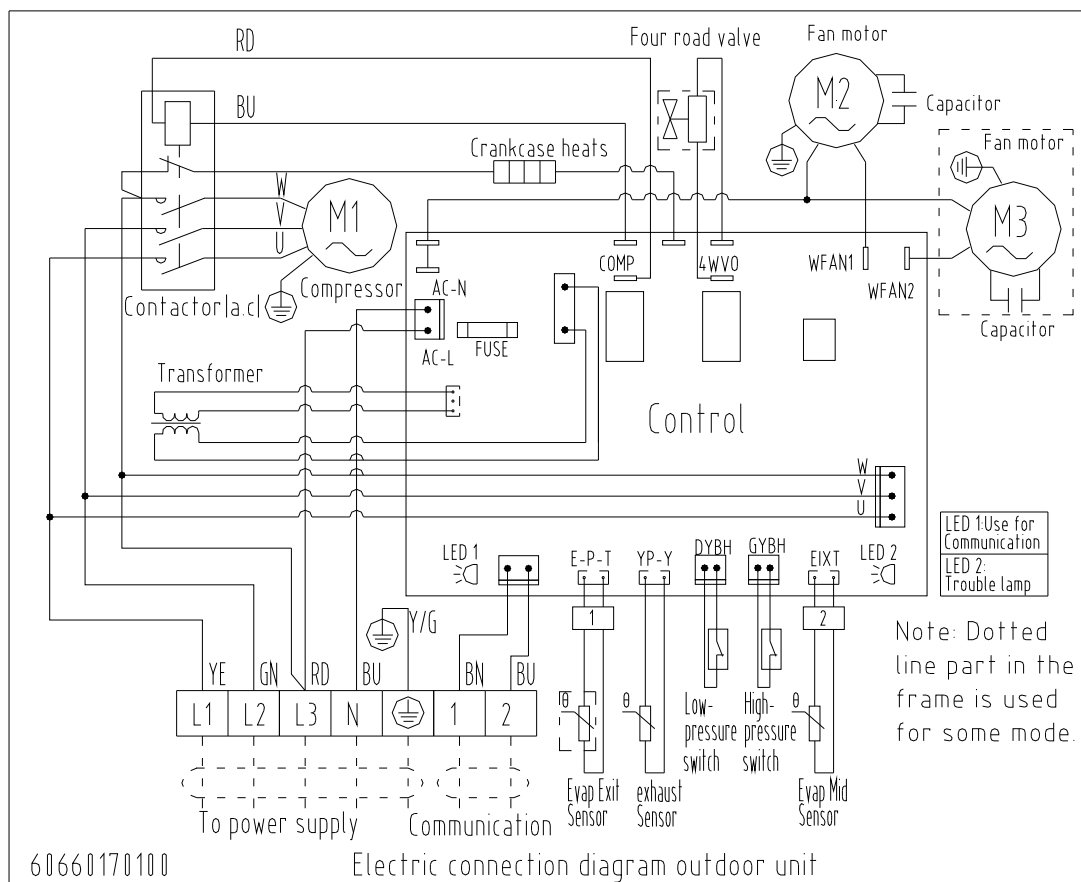 RD
Four road valve
Fan motor
M2
Capacitor
BU
Crankcase heats
Fan motor
M3
Capacitor
W
V
U
M1
Compressor
Contactor(a.c)
COMP
4WV0
WFAN1
WFAN2
AC-N
AC-L
FUSE
Transformer
Control
W
V
U
LED 1
E-P-T
YP-Y
DYBH
GYBH
EIXT
LED 2
LED 1:Use for
Communication
LED 2:
Trouble lamp
1
2
Note: Dotted
line part in the
frame is used
for some mode.
Y/G
YE
GN
RD
BU
BN
BU
L1
L2
L3
N
1
2
θ
θ
θ
Low-
pressure
switch
High-
pressure
switch
Evap Exit
Sensor
exhaust
Sensor
Evap Mid
Sensor
To power supply
Communication
60660170100
Electric connection diagram outdoor unit